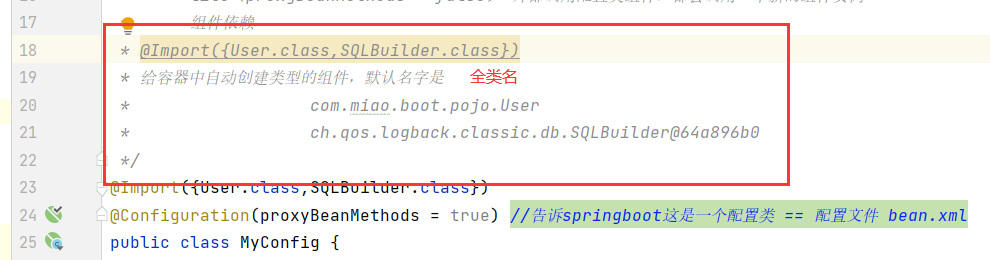 17 组件依赖
18 * @Import({User.class,SQLBuilder.class})
19 * 给容器中自动创建类型的组件，默认名字是 全类名
20 * com.miao.boot.pojo.User
21 * ch.qos.logback.classic.db.SQLBuilder@64a896b0
22 */
23 @Import({User.class,SQLBuilder.class})
24 @Configuration(proxyBeanMethods = true) //告诉springboot这是一个配置类 == 配置文件 bean.xml
25 public class MyConfig {